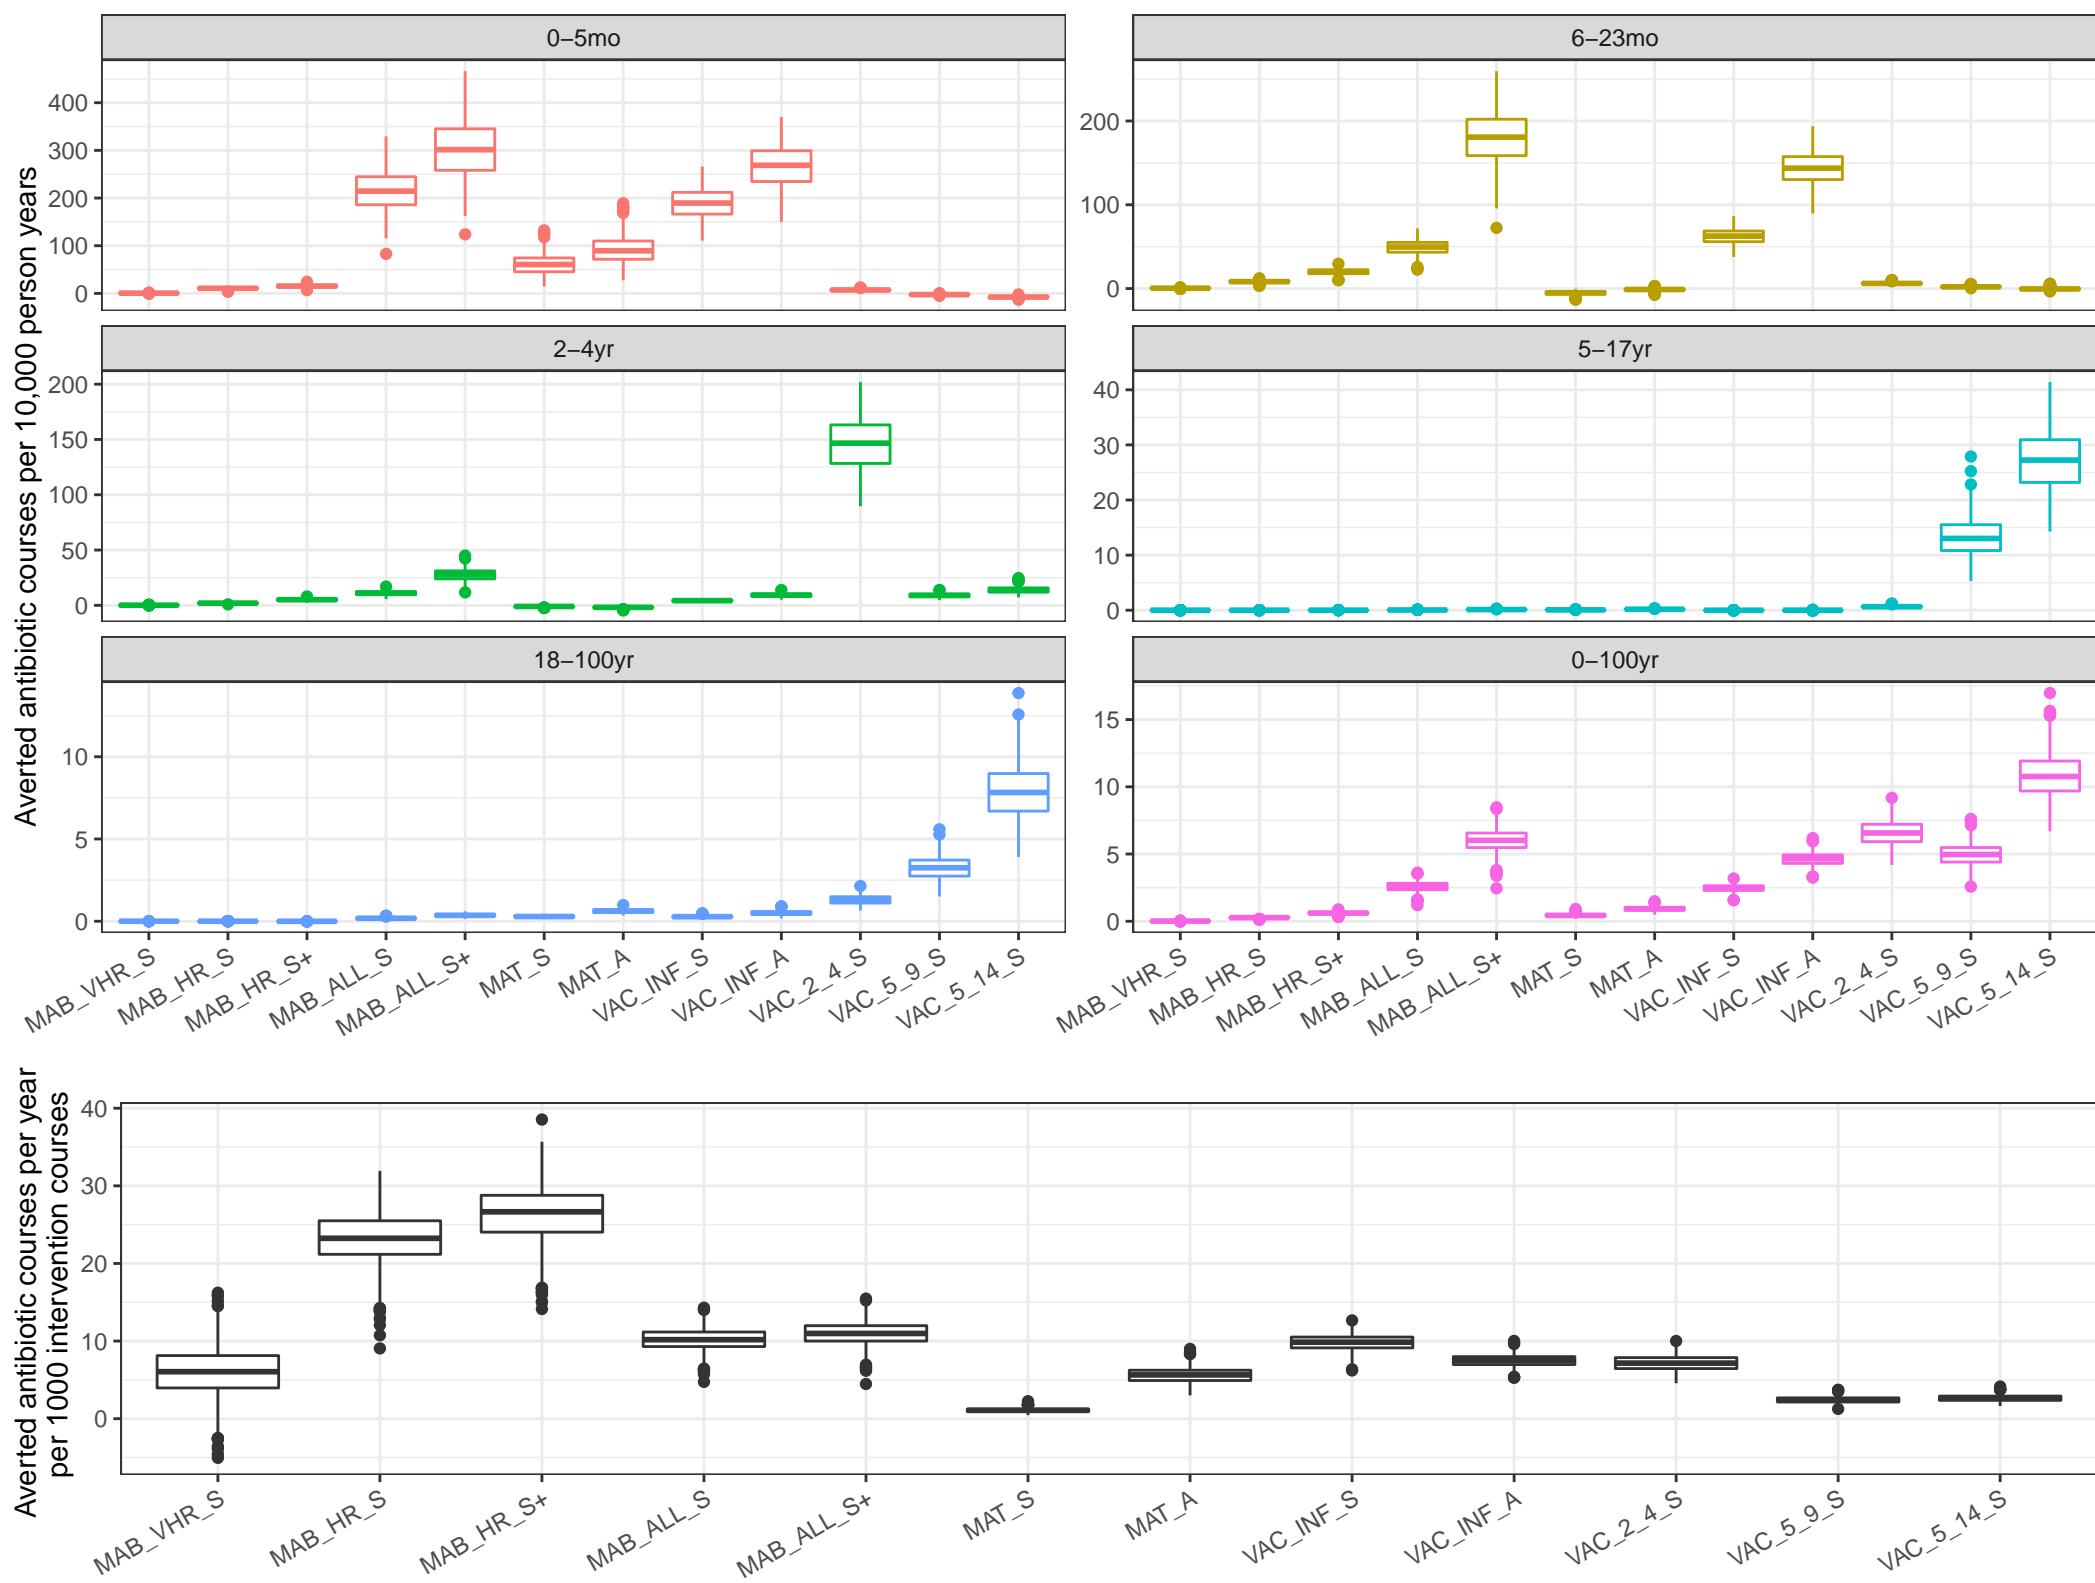 Averted antibiotic courses per 10,000 person years
0–5mo
400
300
200
100
0
6–23mo
200
100
0
2–4yr
200
150
100
50
0
5–17yr
40
30
20
10
0
18–100yr
10
5
0
0–100yr
15
10
5
0
MAB_VHR_S
MAB_HR_S
MAB_HR_S+
MAB_ALL_S
MAB_ALL_S+
MAT_S
MAT_A
VAC_INF_S
VAC_INF_A
VAC_2_4_S
VAC_5_9_S
VAC_5_14_S
MAB_VHR_S
MAB_HR_S
MAB_HR_S+
MAB_ALL_S
MAB_ALL_S+
MAT_S
MAT_A
VAC_INF_S
VAC_INF_A
VAC_2_4_S
VAC_5_9_S
VAC_5_14_S
Averted antibiotic courses per year
per 1000 intervention courses
40
30
20
10
0
MAB_VHR_S
MAB_HR_S
MAB_HR_S+
MAB_ALL_S
MAB_ALL_S+
MAT_S
MAT_A
VAC_INF_S
VAC_INF_A
VAC_2_4_S
VAC_5_9_S
VAC_5_14_S